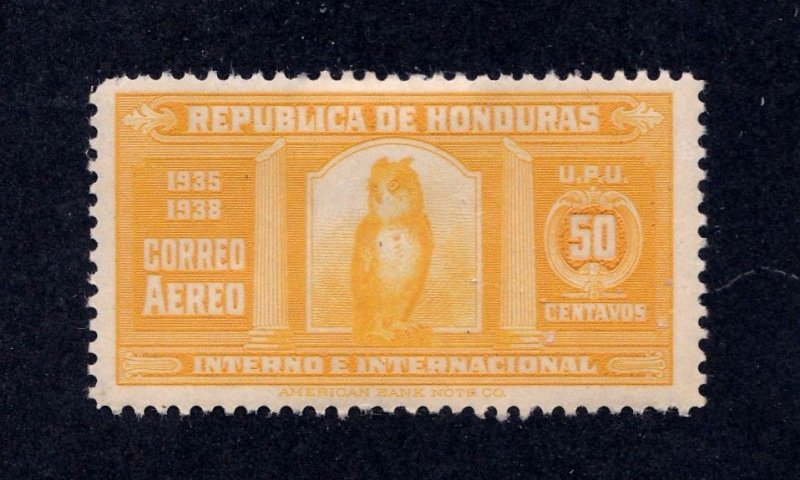 REPUBLICA DE HONDURAS
1935
1938
CORREO
AEREO
U.P.U.
50
CENTAVOS
INTERNO E INTERNACIONAL
AMERICAN BANK NOTE CO.